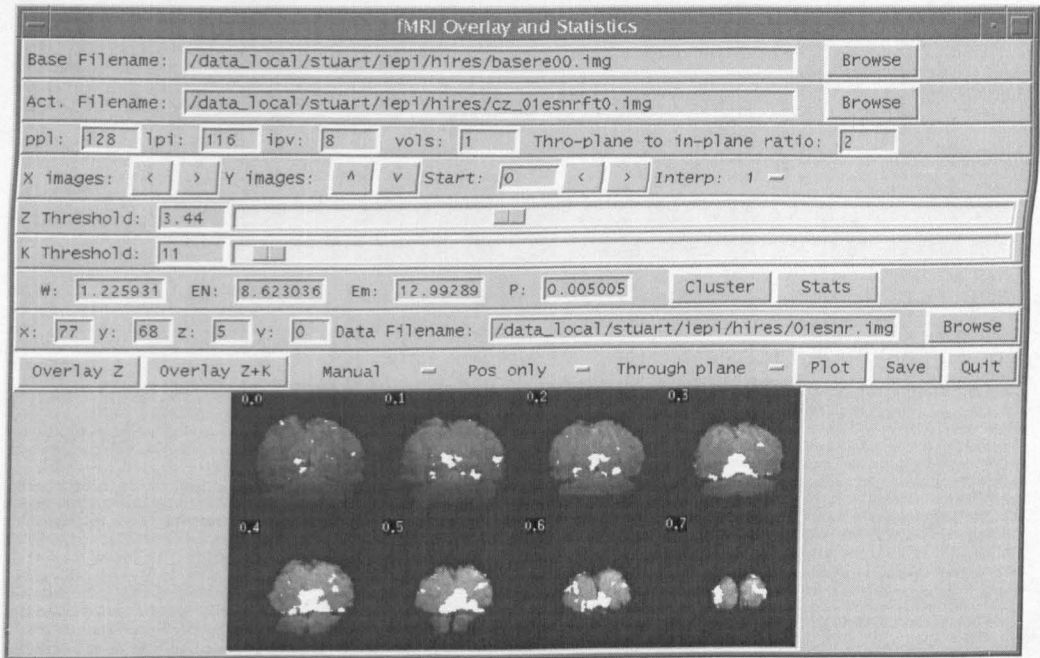 fMRI Overlay and Statistics
Base Filename: /data_local/stuart/iepi/hires/basere00.img Browse
Act. Filename: /data_local/stuart/iepi/hires/cz_01esnrft0.img Browse
ppl: 128 lpi: 116 ipv: 8 vols: 1 Thro-plane to in-plane ratio: 2
X images: < > Y images: ^ v Start: 0 < > Interp: 1
Z Threshold: 3.44
K Threshold: 11
W: 1.225931 EN: 8.623036 Em: 12.99289 P: 0.005005 Cluster Stats
x: 77 y: 68 z: 5 v: 0 Data Filename: /data_local/stuart/iepi/hires/01esnr.img Browse
Overlay Z Overlay Z+K Manual Pos only Through plane Plot Save Quit
0,0 0,1 0,2 0,3
0,4 0,5 0,6 0,7